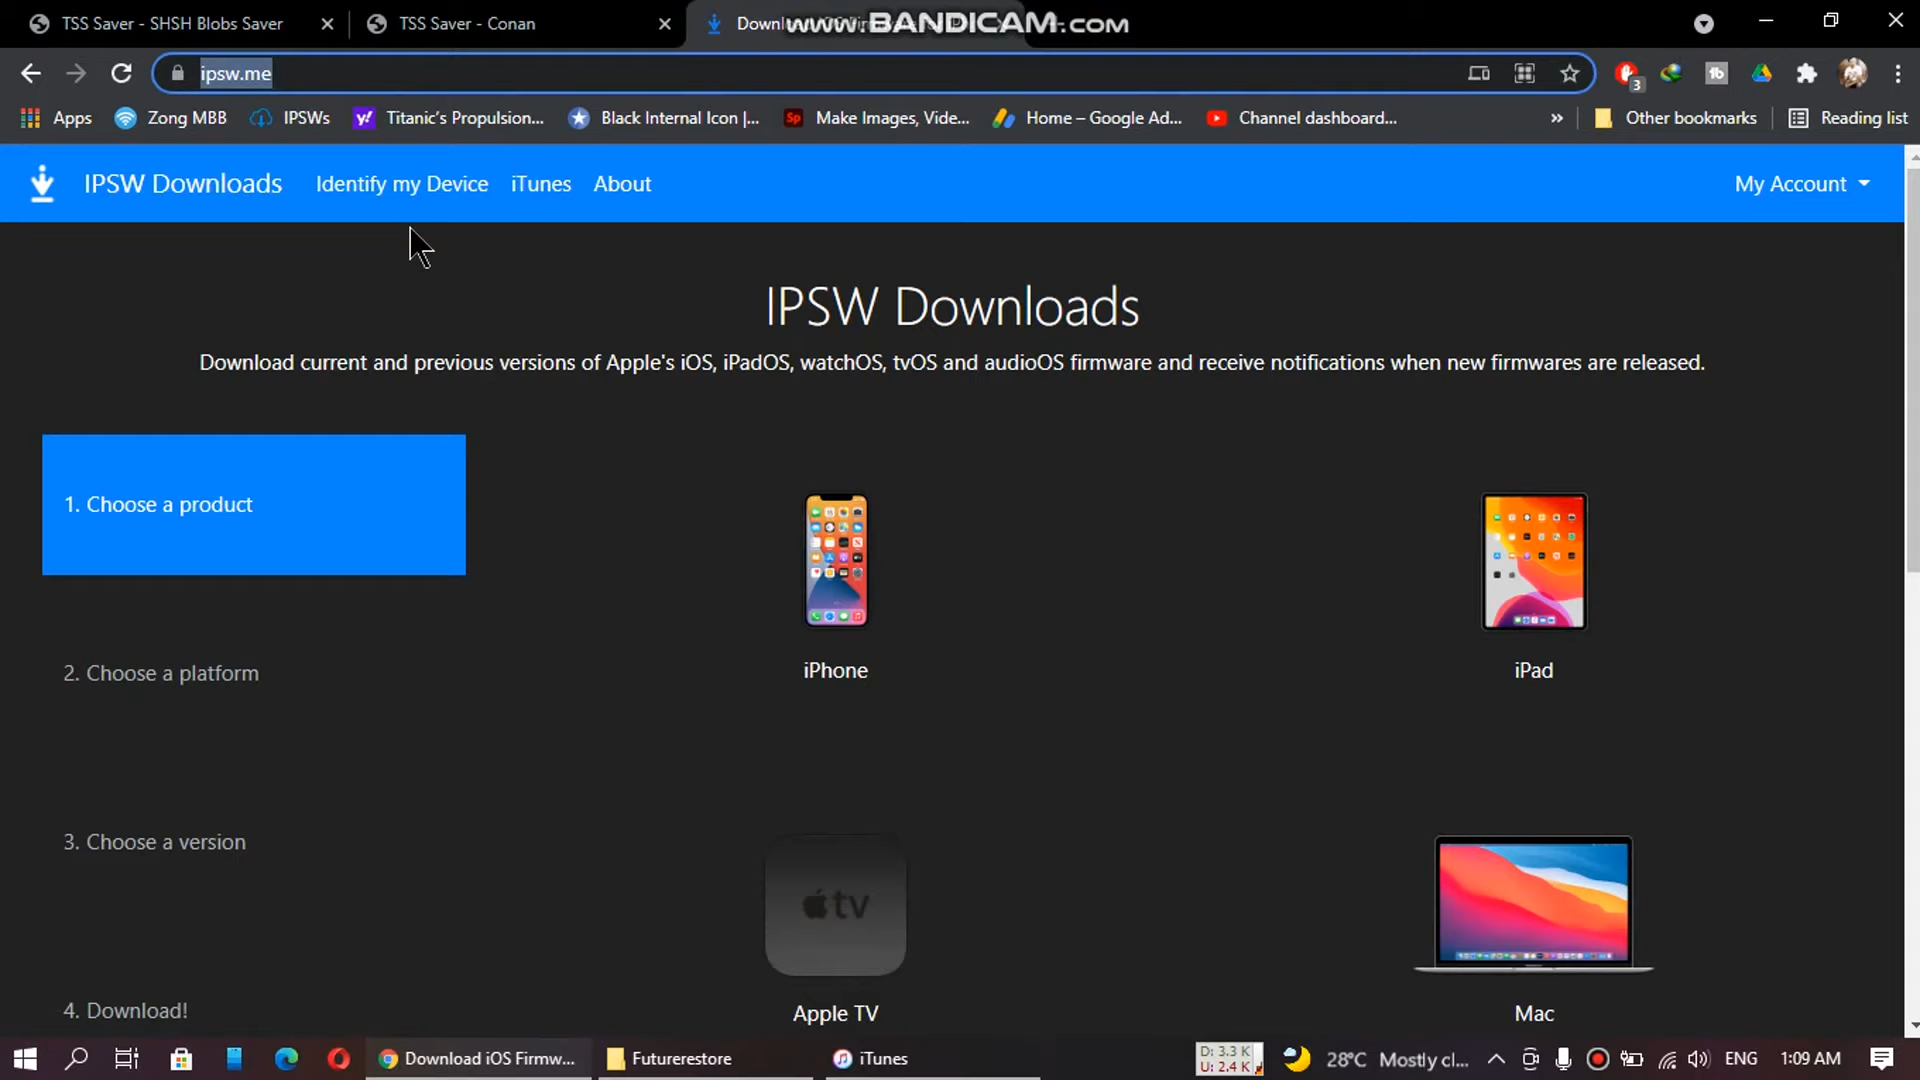 TSS Saver - SHSH Blobs Saver
TSS Saver - Conan
www.BANDICAM.com
ipsw.me
3
Apps
Zong MBB
IPSWs
Titanic's Propulsion...
Black Internal Icon |...
Make Images, Vide...
Home – Google Ad...
Channel dashboard...
»
Other bookmarks
Reading list
IPSW Downloads
Identify my Device
iTunes
About
My Account
IPSW Downloads
Download current and previous versions of Apple's iOS, iPadOS, watchOS, tvOS and audioOS firmware and receive notifications when new firmwares are released.
1. Choose a product
iPhone
iPad
2. Choose a platform
3. Choose a version
tv
Apple TV
Mac
4. Download!
Download iOS Firmw...
Futurerestore
iTunes
D: 3.3 K
U: 2.4 K
28°C Mostly cl...
ENG
1:09 AM